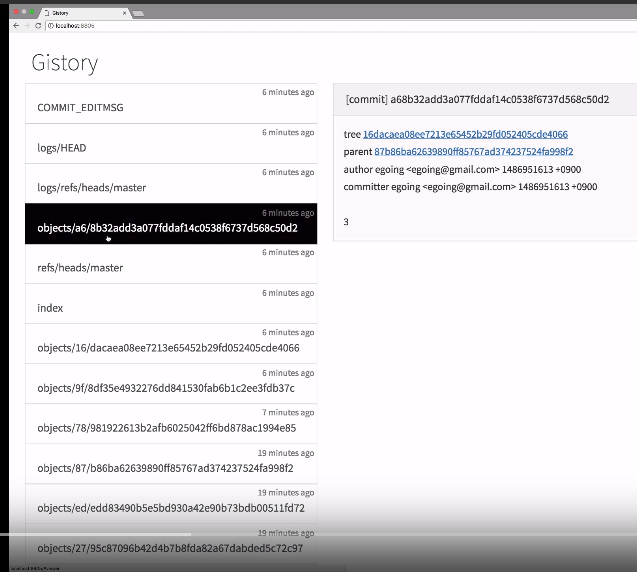 Gistory
localhost:8806
Gistory
6 minutes ago
COMMIT_EDITMSG
6 minutes ago
logs/HEAD
6 minutes ago
logs/refs/heads/master
6 minutes ago
objects/a6/8b32add3a077fddaf14c0538f6737d568c50d2
6 minutes ago
refs/heads/master
6 minutes ago
index
6 minutes ago
objects/16/dacaea08ee7213e65452b29fd052405cde4066
6 minutes ago
objects/9f/8df35e4932276dd841530fab6b1c2ee3fdb37c
7 minutes ago
objects/78/981922613b2afb6025042ff6bd878ac1994e85
19 minutes ago
objects/87/b86ba62639890ff85767ad374237524fa998f2
19 minutes ago
objects/ed/edd83490b5e5bd930a42e90b73bdb00511fd72
19 minutes ago
objects/27/95c87096b42d4b7b8fda82a67dabded5c72c97
[commit] a68b32add3a077fddaf14c0538f6737d568c50d2
tree 16dacaea08ee7213e65452b29fd052405cde4066
parent 87b86ba62639890ff85767ad374237524fa998f2
author egoing <egoing@gmail.com> 1486951613 +0900
committer egoing <egoing@gmail.com> 1486951613 +0900
3